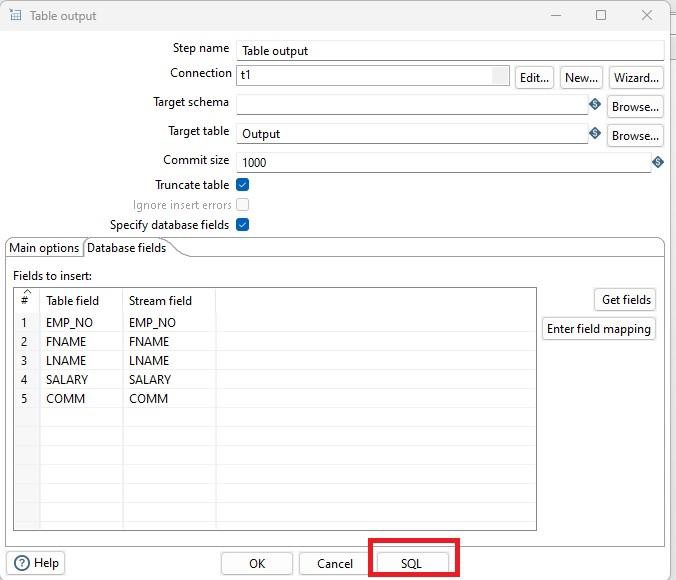 Table output
Step name Table output
Connection t1 Edit... New... Wizard...
Target schema S Browse...
Target table Output S Browse...
Commit size 1000 S
Truncate table
Ignore insert errors
Specify database fields
Main options Database fields
Fields to insert:
# Table field Stream field
1 EMP_NO EMP_NO
2 FNAME FNAME
3 LNAME LNAME
4 SALARY SALARY
5 COMM COMM
Get fields
Enter field mapping
? Help OK Cancel SQL